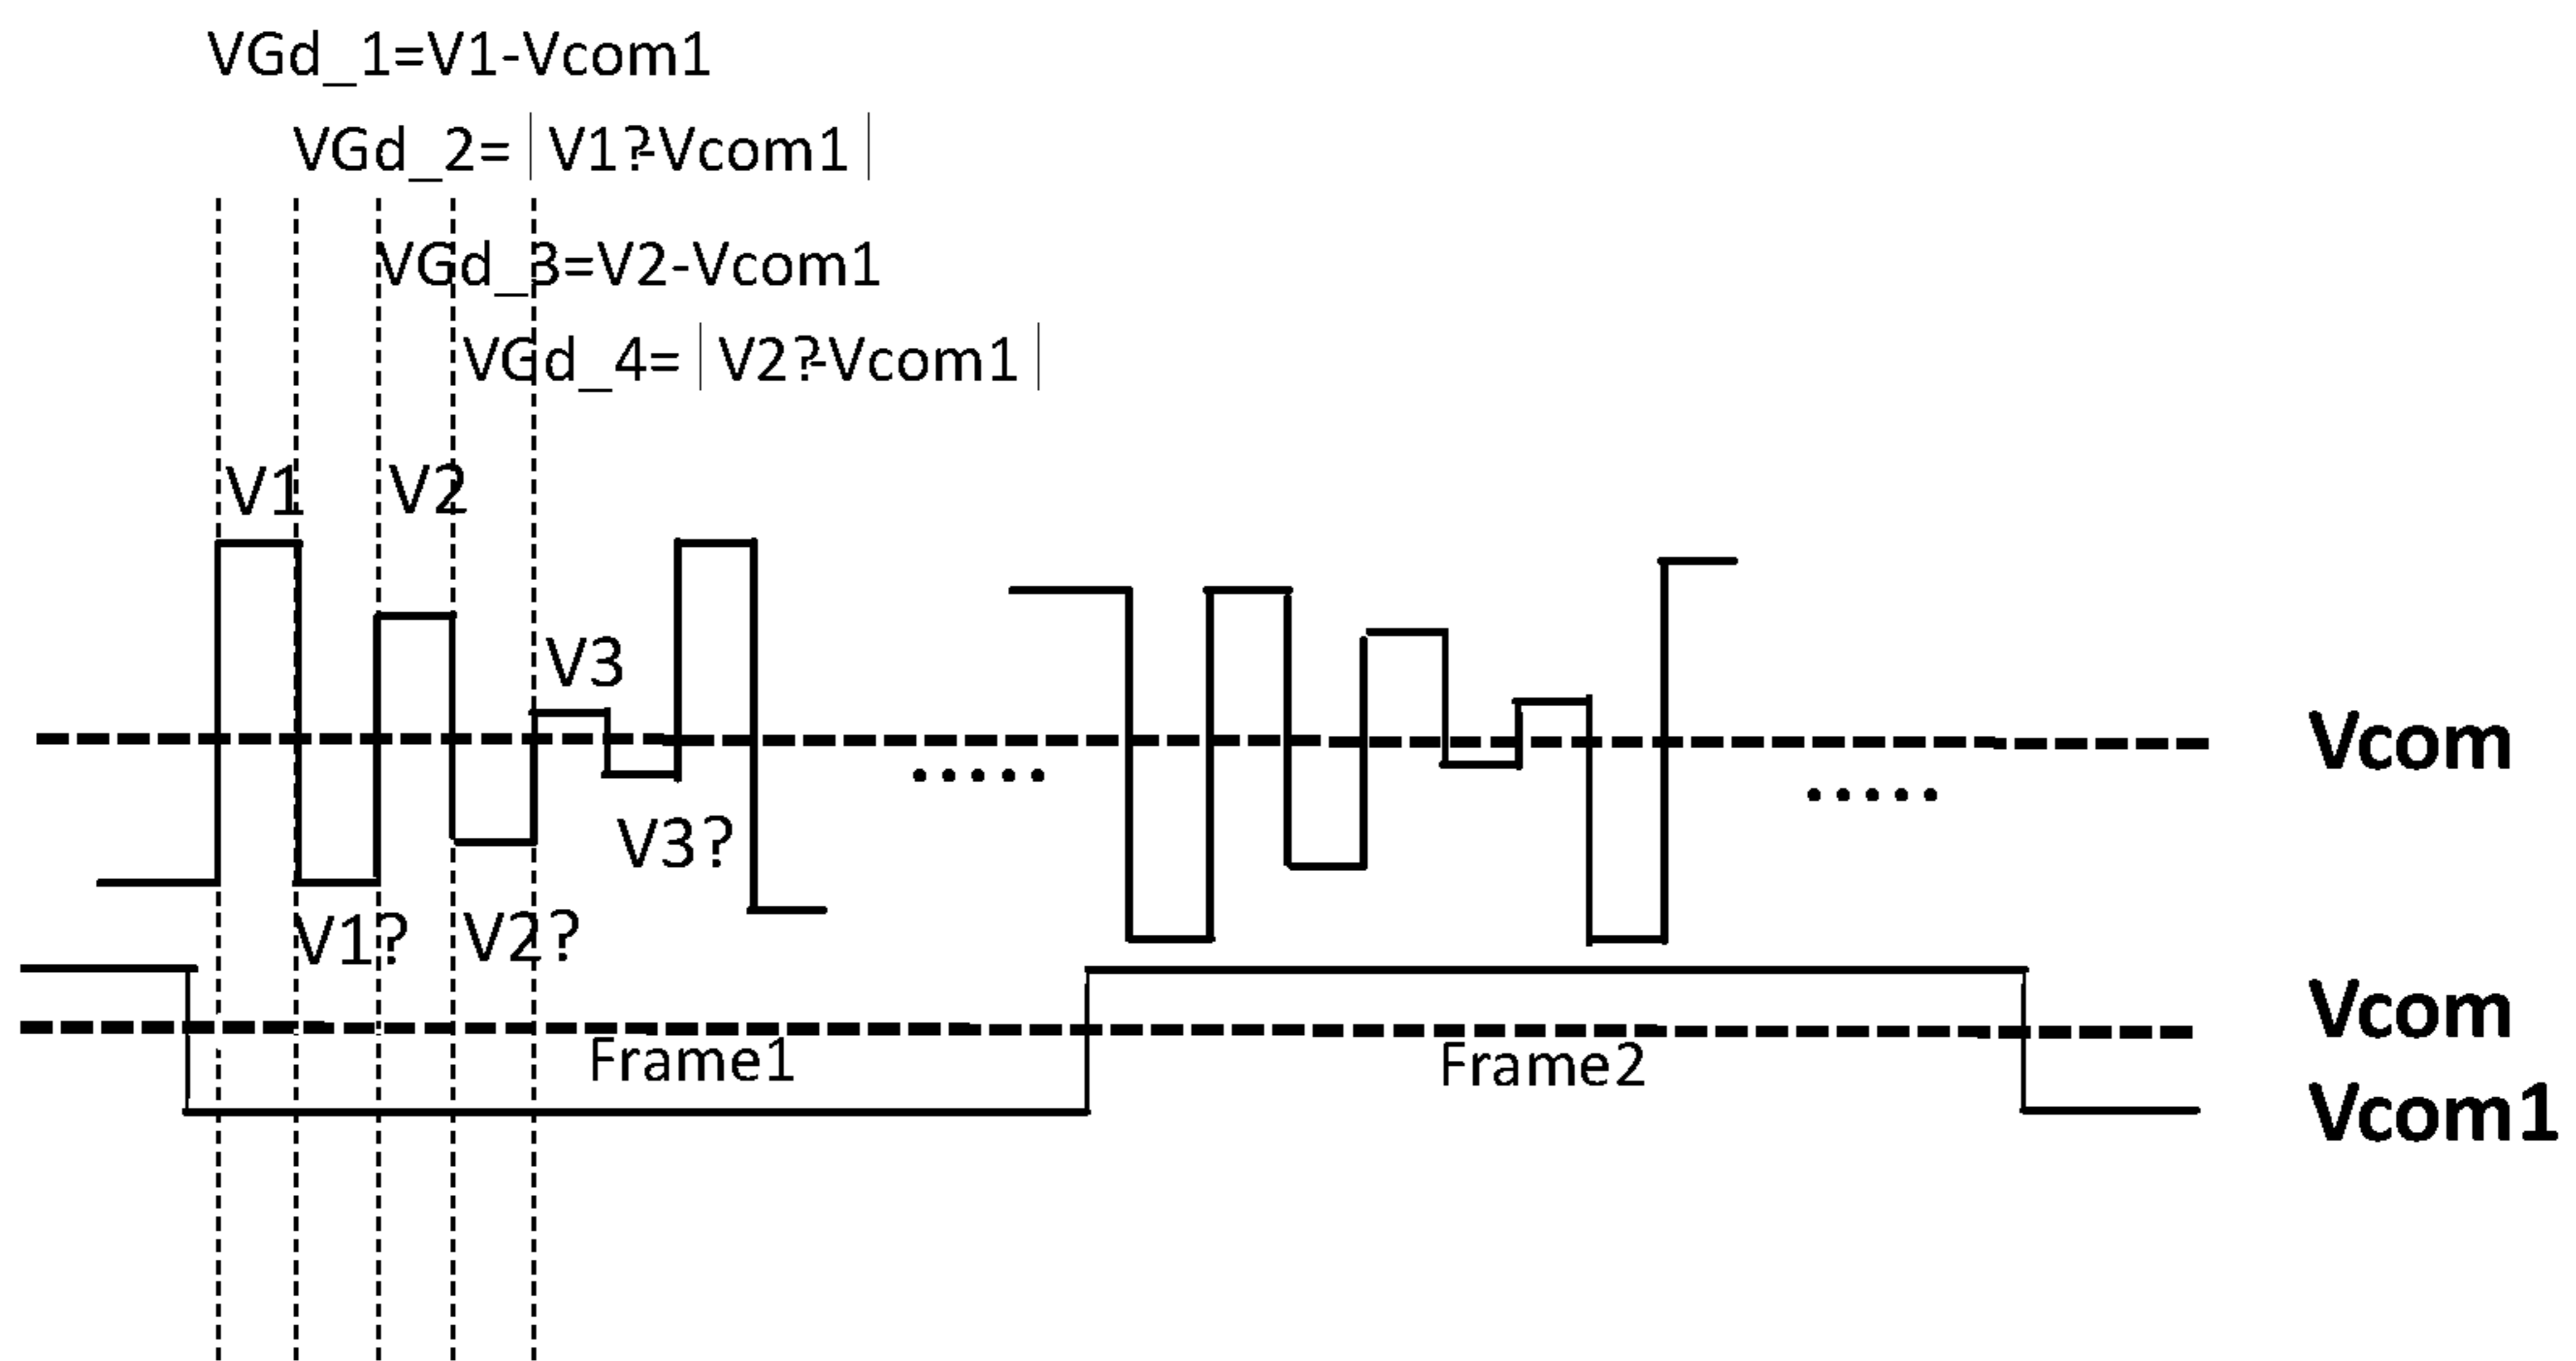 VGd_1=V1-Vcom1
VGd_2=|V1?-Vcom1|
VGd_3=V2-Vcom1
VGd_4=|V2?-Vcom1|
V1
V2
V3
Vcom
.....
.....
V3?
V1?
V2?
Vcom
Frame1
Frame2
Vcom1